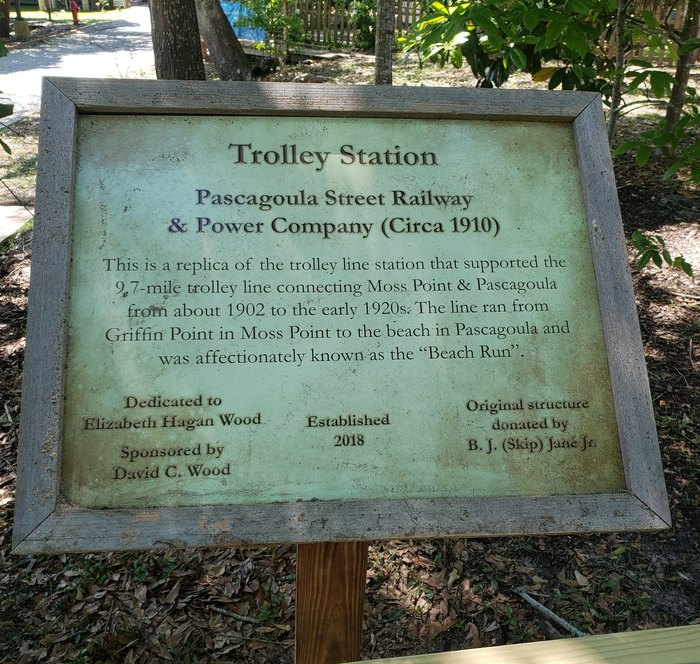 Trolley Station
Pascagoula Street Railway
& Power Company (Circa 1910)
This is a replica of the trolley line station that supported the
9.7-mile trolley line connecting Moss Point & Pascagoula
from about 1902 to the early 1920s. The line ran from
Griffin Point in Moss Point to the beach in Pascagoula and
was affectionately known as the “Beach Run”.
Dedicated to
Elizabeth Hagan Wood
Sponsored by
David C. Wood
Established
2018
Original structure
donated by
B. J. (Skip) Jane Jr.